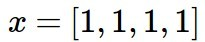 x = [1, 1, 1, 1]